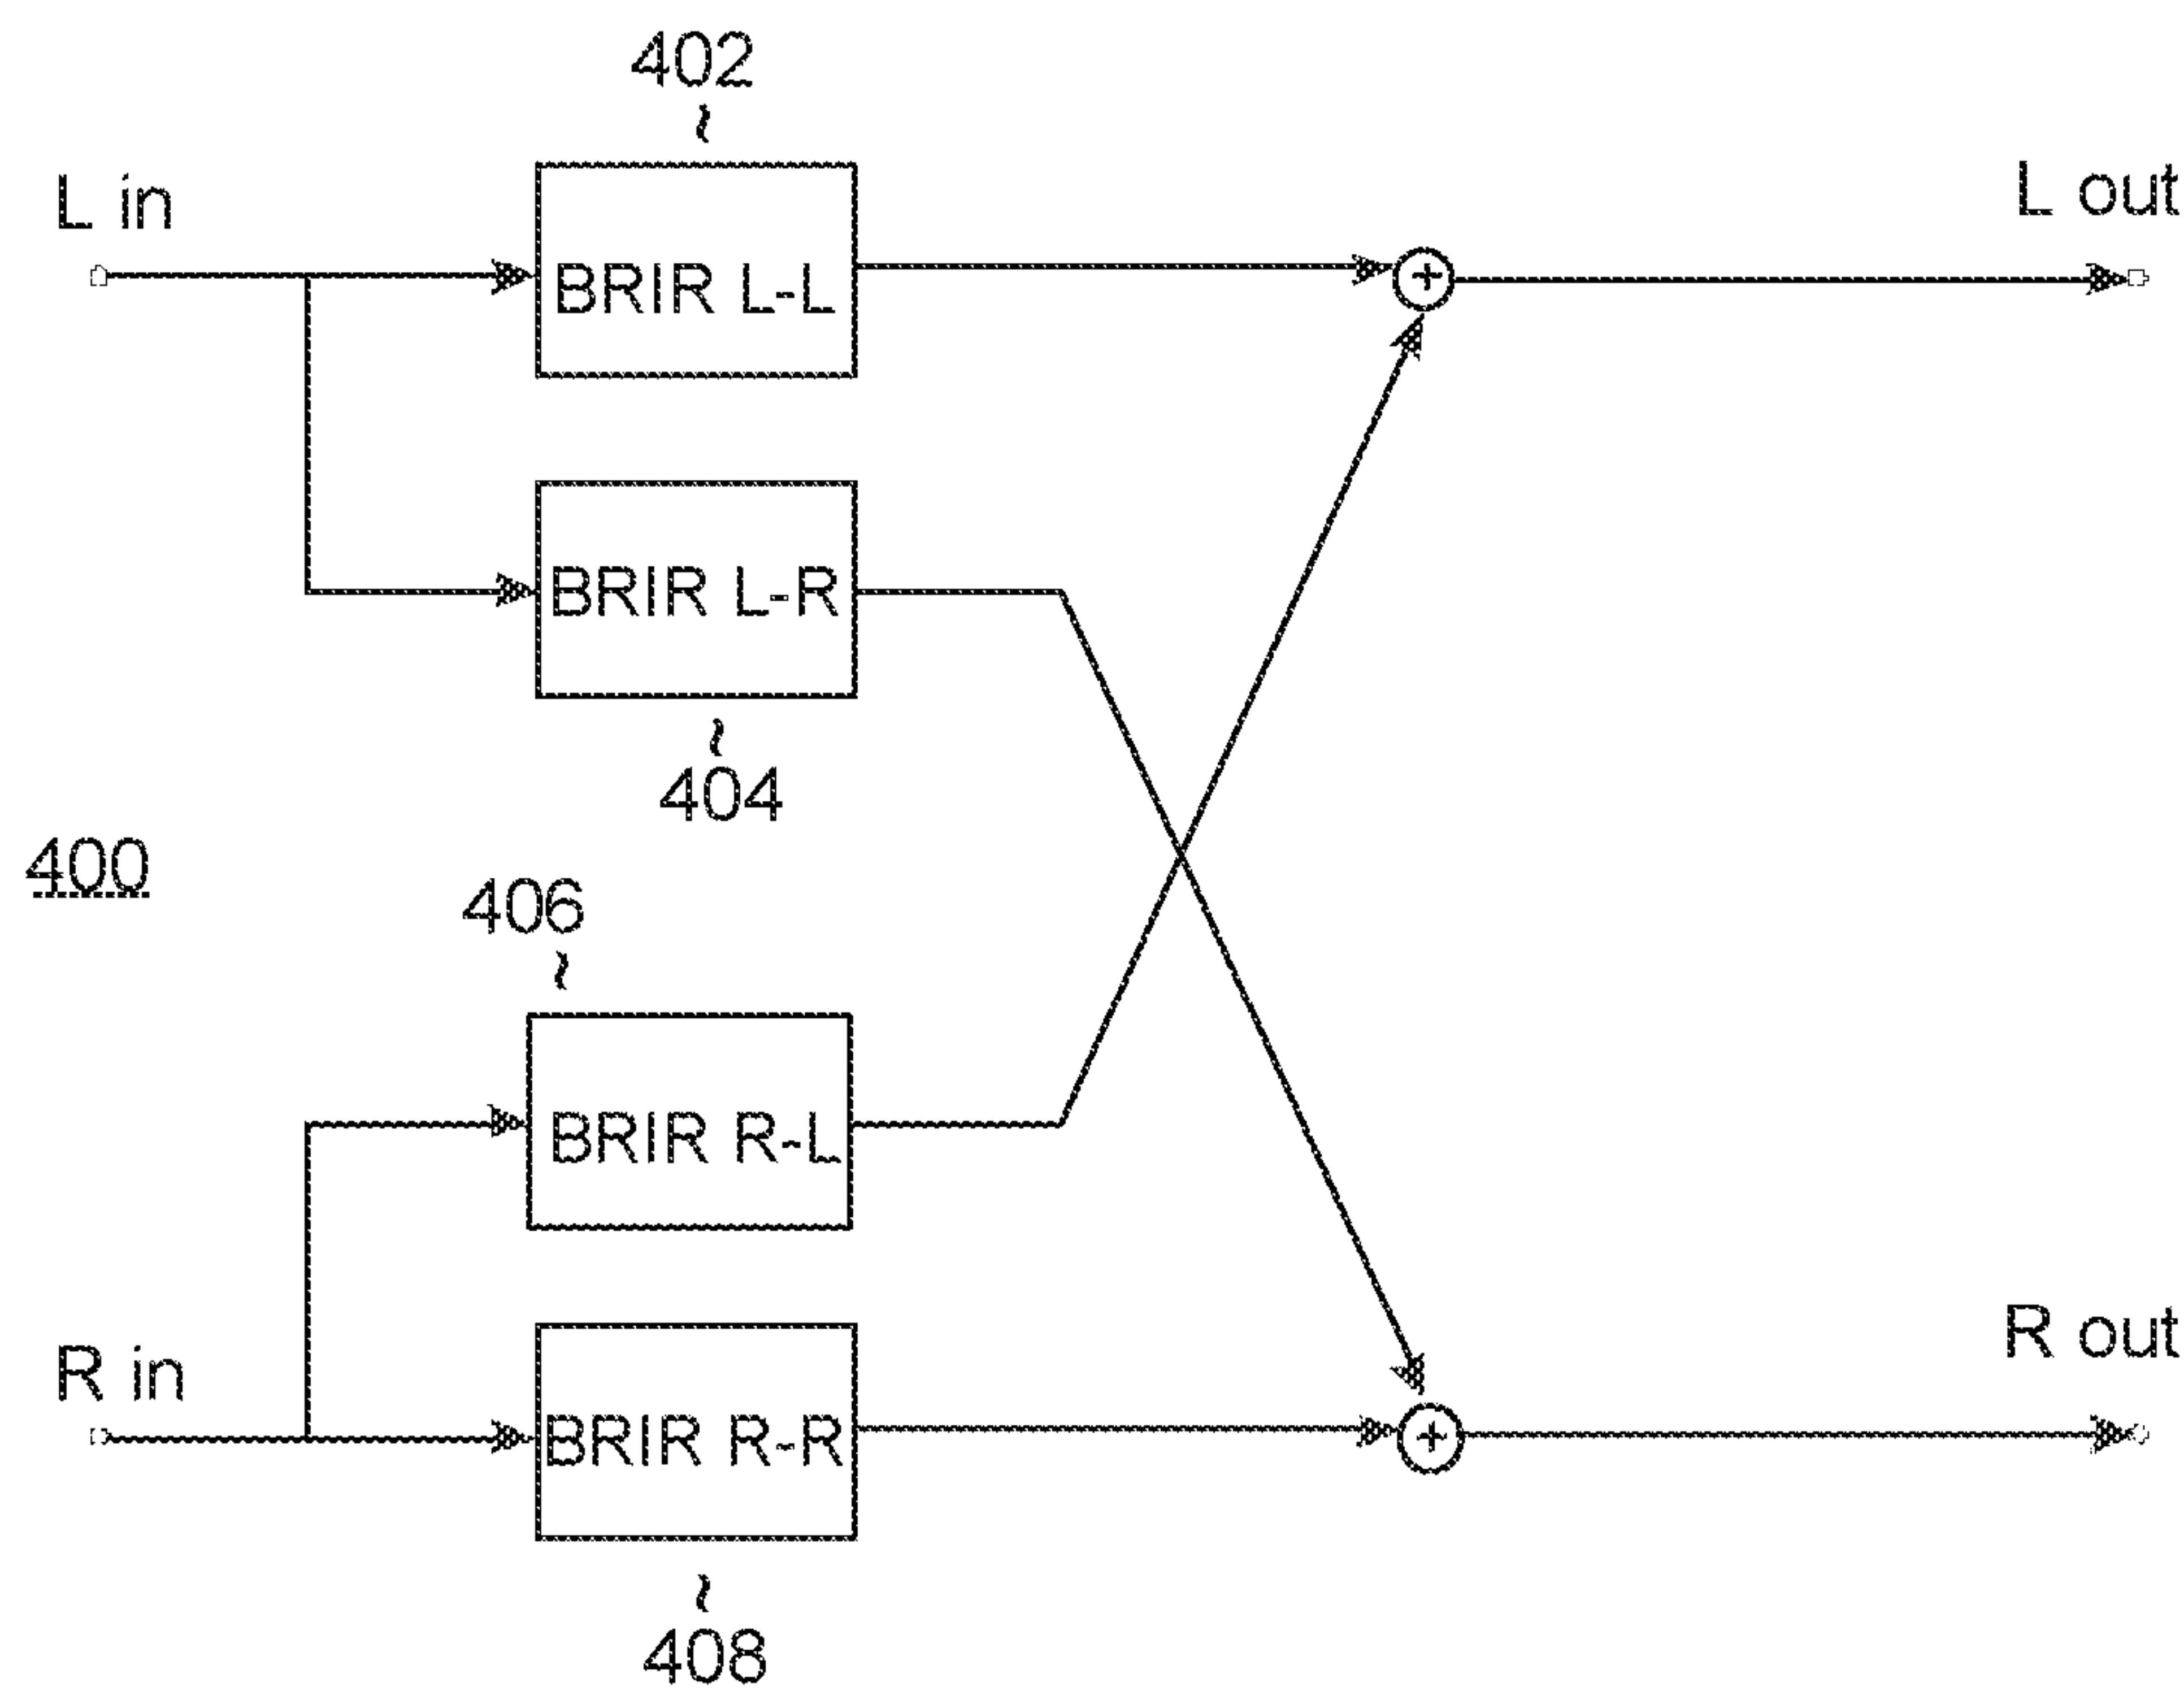 402
L in
L out
BRIR L-L
+
BRIR L-R
404
400
406
BRIR R-L
R in
R out
BRIR R-R
+
408